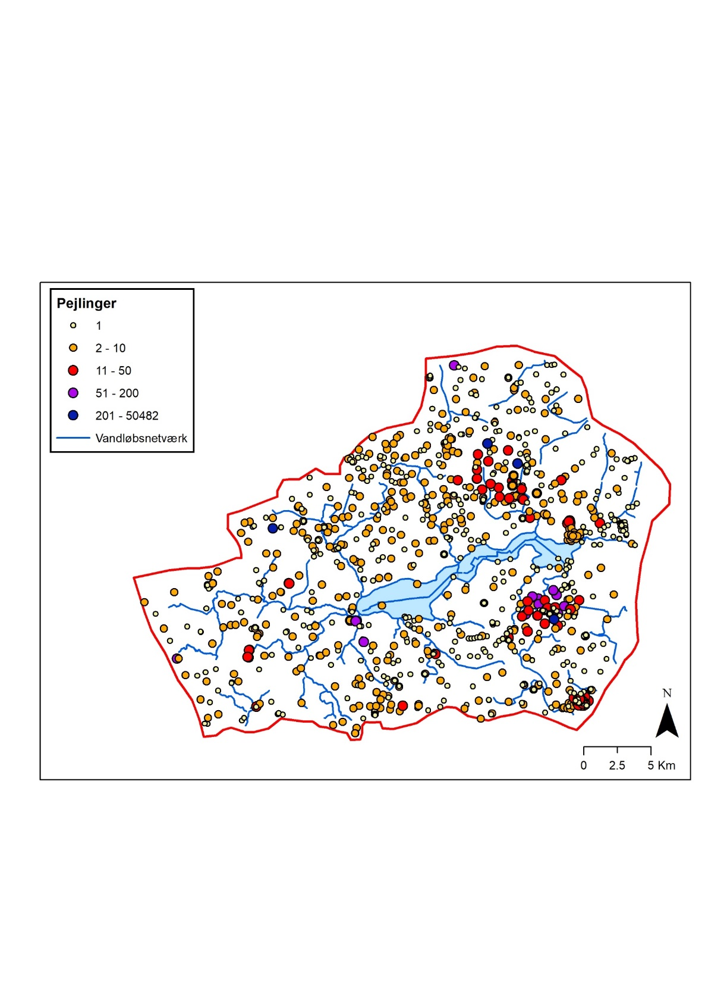 Pejlinger
1
2 - 10
11 - 50
51 - 200
201 - 50482
Vandløbsnetværk
N
0 2.5 5 Km